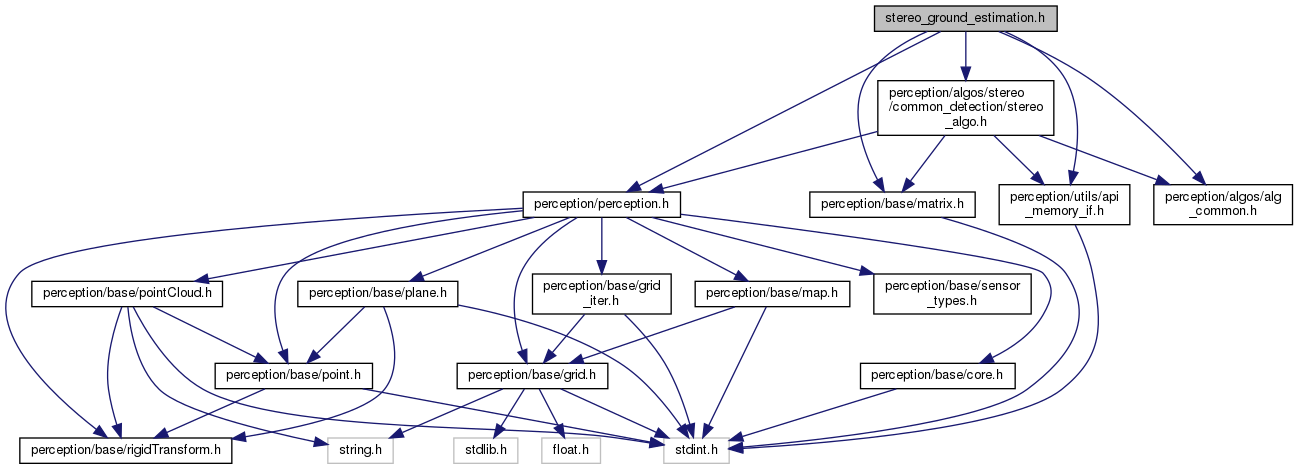 stereo_ground_estimation.h
perception/algos/stereo
/common_detection/stereo
_algo.h
perception/perception.h
perception/base/matrix.h
perception/utils/api
_memory_if.h
perception/algos/alg
_common.h
perception/base/pointCloud.h
perception/base/plane.h
perception/base/grid
_iter.h
perception/base/map.h
perception/base/sensor
_types.h
perception/base/point.h
perception/base/grid.h
perception/base/core.h
perception/base/rigidTransform.h
string.h
stdlib.h
float.h
stdint.h